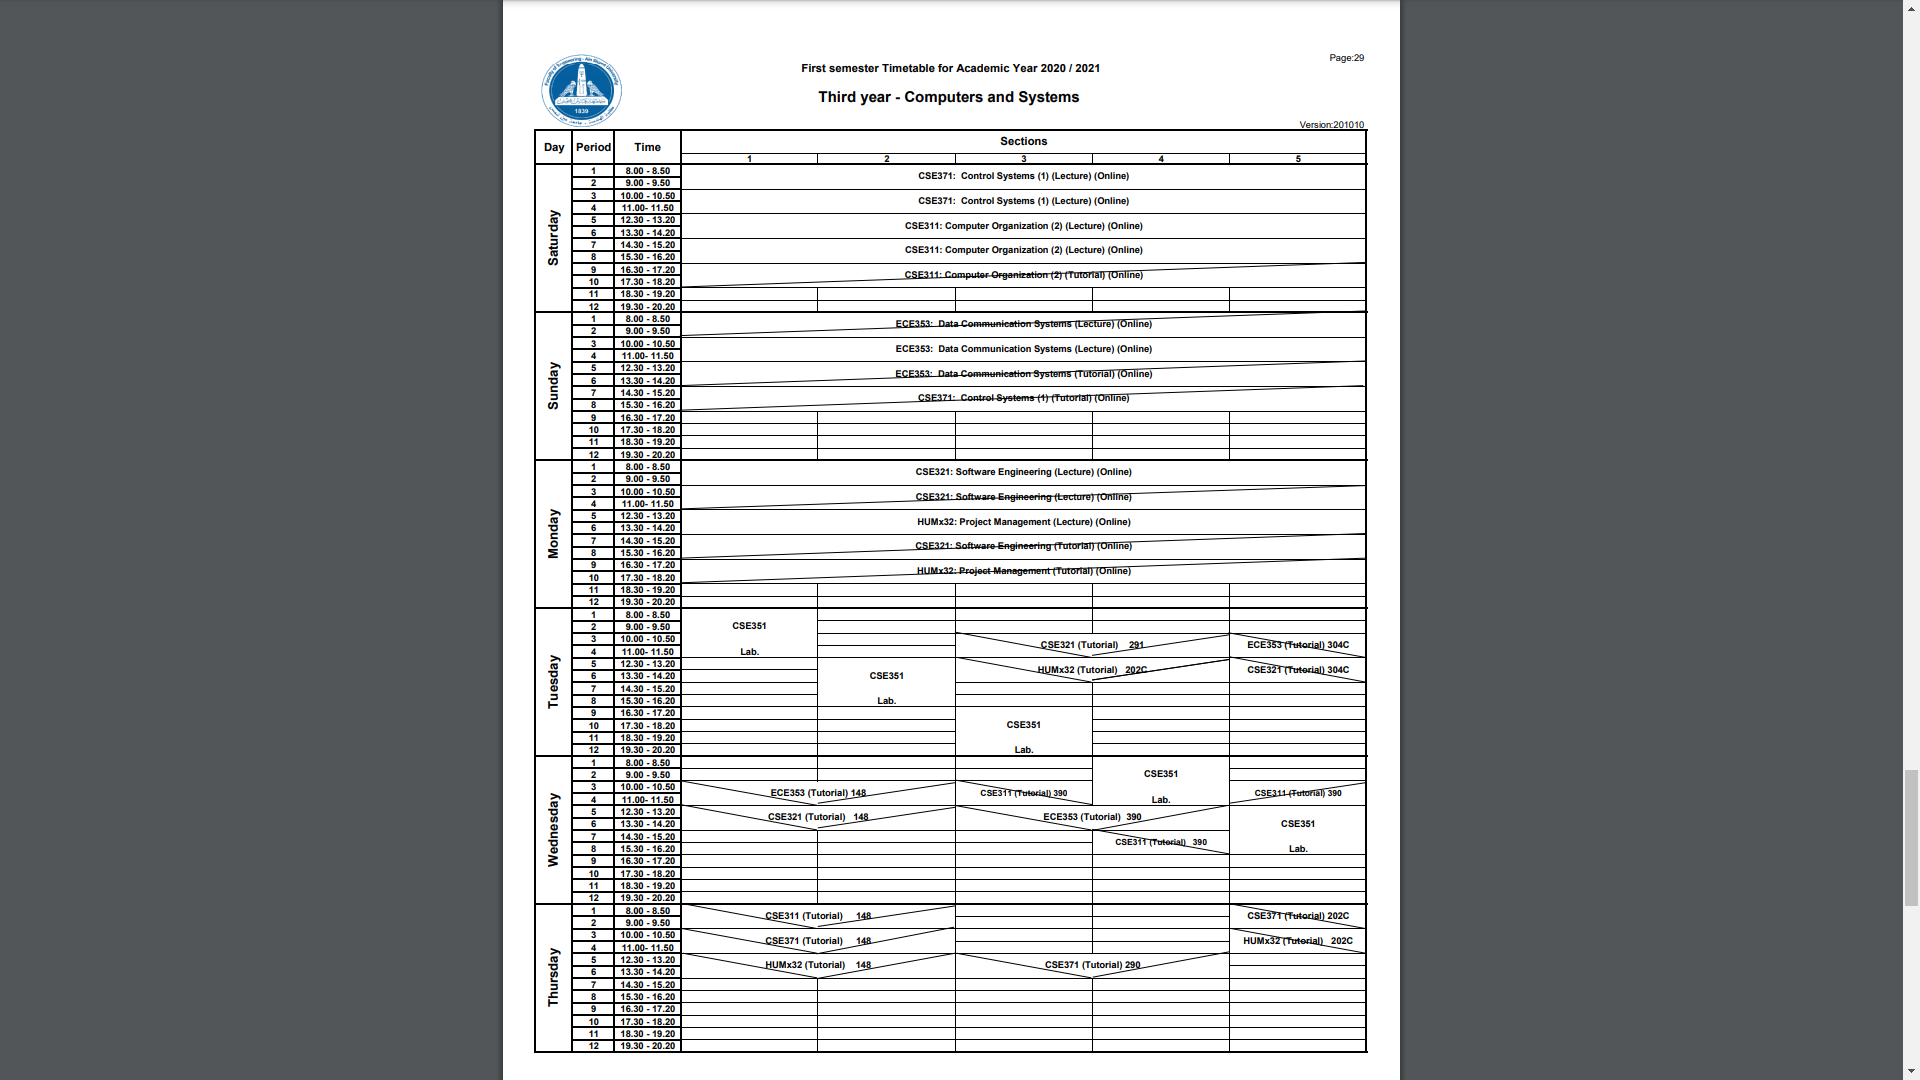 Page:29
First semester Timetable for Academic Year 2020 / 2021
Third year - Computers and Systems
Version:201010
1839
Day Period Time Sections
1 2 3 4 5
Saturday
1 8.00 - 8.50 CSE371: Control Systems (1) (Lecture) (Online)
2 9.00 - 9.50
3 10.00 - 10.50 CSE371: Control Systems (1) (Lecture) (Online)
4 11.00- 11.50
5 12.30 - 13.20 CSE311: Computer Organization (2) (Lecture) (Online)
6 13.30 - 14.20
7 14.30 - 15.20 CSE311: Computer Organization (2) (Lecture) (Online)
8 15.30 - 16.20
9 16.30 - 17.20 CSE311: Computer Organization (2) (Tutorial) (Online)
10 17.30 - 18.20
11 18.30 - 19.20
12 19.30 - 20.20
Sunday
1 8.00 - 8.50 ECE353: Data Communication Systems (Lecture) (Online)
2 9.00 - 9.50
3 10.00 - 10.50 ECE353: Data Communication Systems (Lecture) (Online)
4 11.00- 11.50
5 12.30 - 13.20 ECE353: Data Communication Systems (Tutorial) (Online)
6 13.30 - 14.20
7 14.30 - 15.20 CSE371: Control Systems (1) (Tutorial) (Online)
8 15.30 - 16.20
9 16.30 - 17.20
10 17.30 - 18.20
11 18.30 - 19.20
12 19.30 - 20.20
Monday
1 8.00 - 8.50 CSE321: Software Engineering (Lecture) (Online)
2 9.00 - 9.50
3 10.00 - 10.50 CSE321: Software Engineering (Lecture) (Online)
4 11.00- 11.50
5 12.30 - 13.20 HUMx32: Project Management (Lecture) (Online)
6 13.30 - 14.20
7 14.30 - 15.20 CSE321: Software Engineering (Tutorial) (Online)
8 15.30 - 16.20
9 16.30 - 17.20 HUMx32: Project Management (Tutorial) (Online)
10 17.30 - 18.20
11 18.30 - 19.20
12 19.30 - 20.20
Tuesday
1 8.00 - 8.50
2 9.00 - 9.50 CSE351
3 10.00 - 10.50 CSE321 (Tutorial) 291 ECE353 (Tutorial) 304C
4 11.00- 11.50 Lab.
5 12.30 - 13.20 HUMx32 (Tutorial) 202C CSE321 (Tutorial) 304C
6 13.30 - 14.20 CSE351
7 14.30 - 15.20
8 15.30 - 16.20 Lab.
9 16.30 - 17.20
10 17.30 - 18.20 CSE351
11 18.30 - 19.20
12 19.30 - 20.20 Lab.
Wednesday
1 8.00 - 8.50
2 9.00 - 9.50 CSE351
3 10.00 - 10.50 ECE353 (Tutorial) 148 CSE311 (Tutorial) 390 CSE311 (Tutorial) 390
4 11.00- 11.50 Lab.
5 12.30 - 13.20 CSE321 (Tutorial) 148 ECE353 (Tutorial) 390
6 13.30 - 14.20 CSE351
7 14.30 - 15.20 CSE311 (Tutorial) 390
8 15.30 - 16.20 Lab.
9 16.30 - 17.20
10 17.30 - 18.20
11 18.30 - 19.20
12 19.30 - 20.20
Thursday
1 8.00 - 8.50 CSE311 (Tutorial) 148 CSE371 (Tutorial) 202C
2 9.00 - 9.50
3 10.00 - 10.50 CSE371 (Tutorial) 148 HUMx32 (Tutorial) 202C
4 11.00- 11.50
5 12.30 - 13.20 HUMx32 (Tutorial) 148 CSE371 (Tutorial) 290
6 13.30 - 14.20
7 14.30 - 15.20
8 15.30 - 16.20
9 16.30 - 17.20
10 17.30 - 18.20
11 18.30 - 19.20
12 19.30 - 20.20